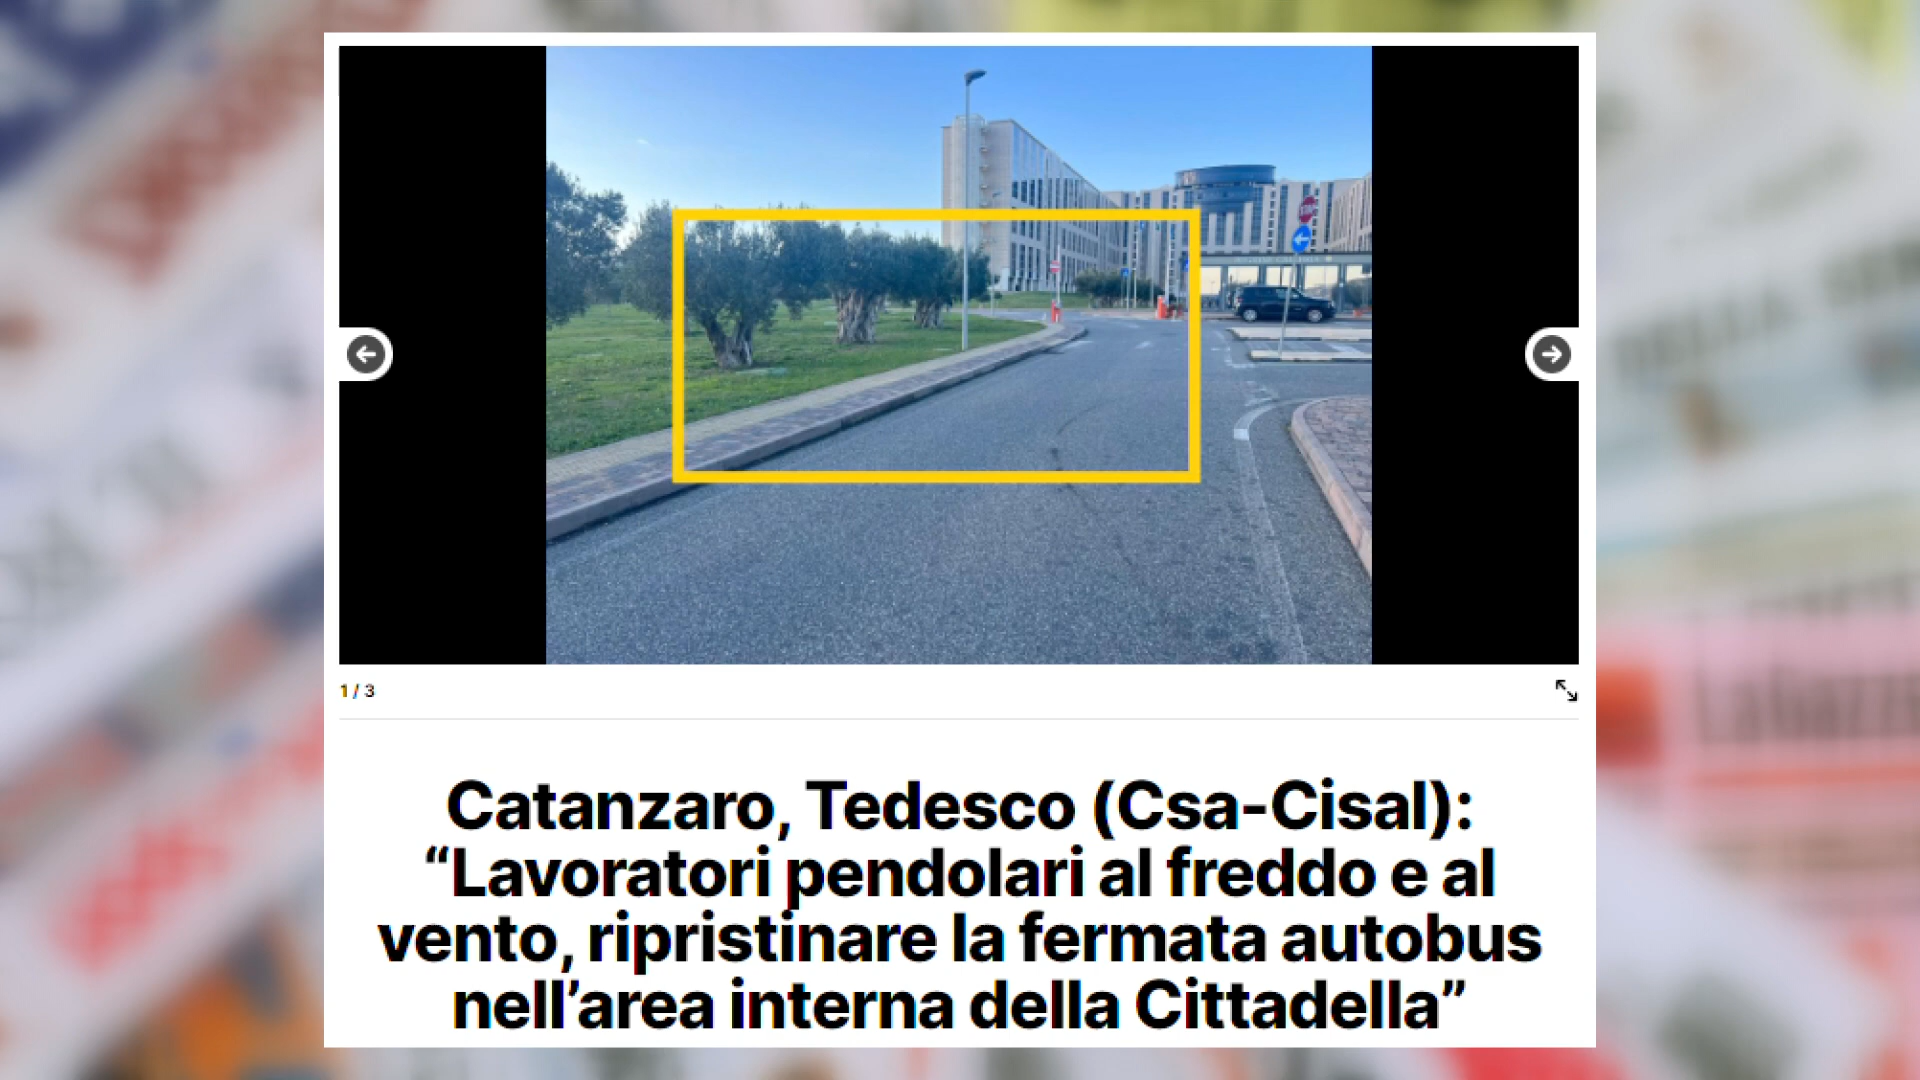 1 / 3
Catanzaro, Tedesco (Csa-Cisal):
“Lavoratori pendolari al freddo e al
vento, ripristinare la fermata autobus
nell’area interna della Cittadella”